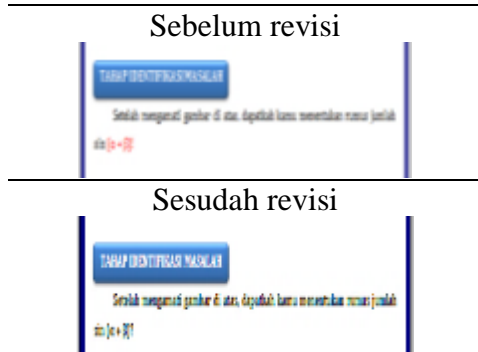 Sebelum revisi
TAHAP IDENTIFIKASI MASALAH
Setelah mengamati gambar di atas, dapatkah kamu menentukan rumus jumlah
sin (α + β)?
Sesudah revisi
TAHAP IDENTIFIKASI MASALAH
Setelah mengamati gambar di atas, dapatkah kamu menentukan rumus jumlah
sin (α + β)?